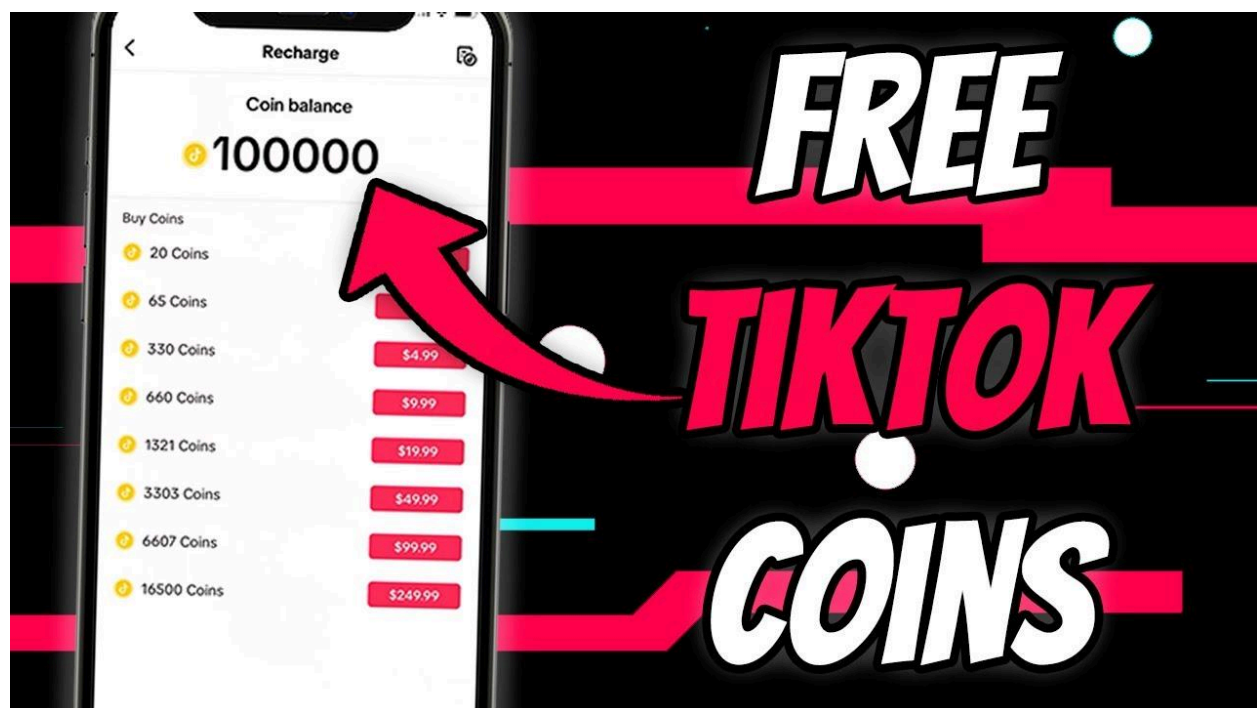 Recharge
Coin balance
100000
Buy Coins
20 Coins
65 Coins
330 Coins
$4.99
660 Coins
$9.99
1321 Coins
$19.99
3303 Coins
$49.99
6607 Coins
$99.99
16500 Coins
$249.99
FREE
TIKTOK
COINS